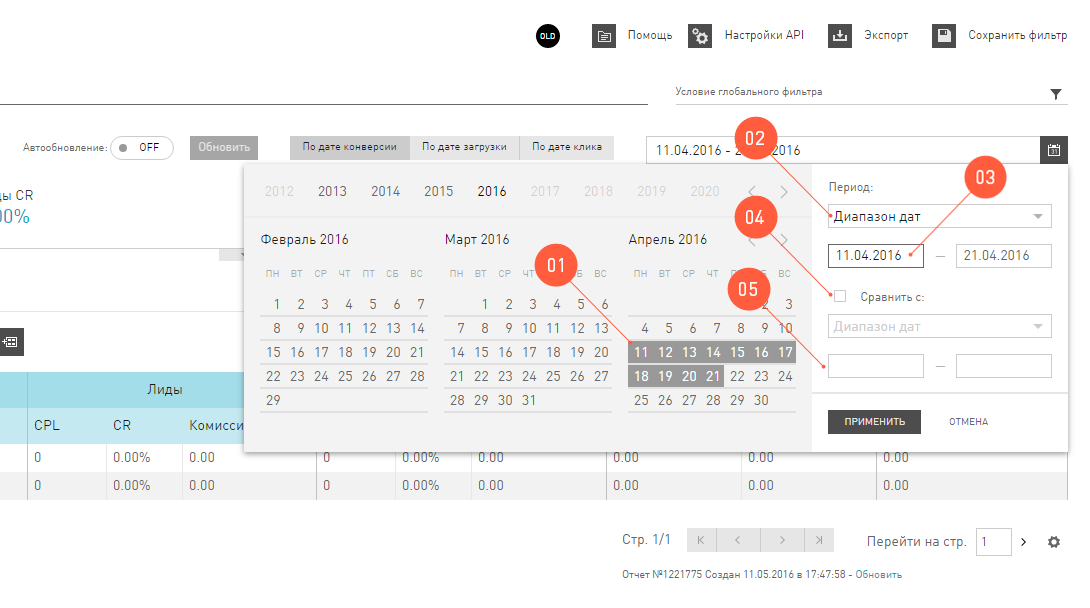 OLD Помощь Настройки API Экспорт Сохранить фильтр
Условие глобального фильтра
Автообновление: OFF Обновить По дате конверсии По дате загрузки По дате клика 11.04.2016 - 2 .2016 31
02
ды CR
00%
2012 2013 2014 2015 2016 2017 2018 2019 2020
Февраль 2016 Март 2016 Апрель 2016
ПН ВТ СР ЧТ ПТ СБ ВС ПН ВТ СР ЧТ Б ВС ПН ВТ СР ЧТ П СБ ВС
1 2 3 4 5 6 7 1 2 3 4 5 6 2 3
8 9 10 11 12 13 14 7 8 9 10 11 12 13 4 5 6 7 8 9 10
15 16 17 18 19 20 21 14 15 16 17 18 19 20 11 12 13 14 15 16 17
22 23 24 25 26 27 28 21 22 23 24 25 26 27 18 19 20 21 22 23 24
29 28 29 30 31 25 26 27 28 29 30
01
Период:
03
Диапазон дат
04
11.04.2016 — 21.04.2016
05
Сравнить с:
Диапазон дат
—
ПРИМЕНИТЬ ОТМЕНА
Лиды
CPL CR Комисси
0 0.00% 0.00 0 0.00% 0.00 0.00 0.00 0.00
0 0.00% 0.00 0 0.00% 0.00 0.00 0.00 0.00
Стр. 1/1 Перейти на стр. 1
Отчет №1221775 Создан 11.05.2016 в 17:47:58 - Обновить